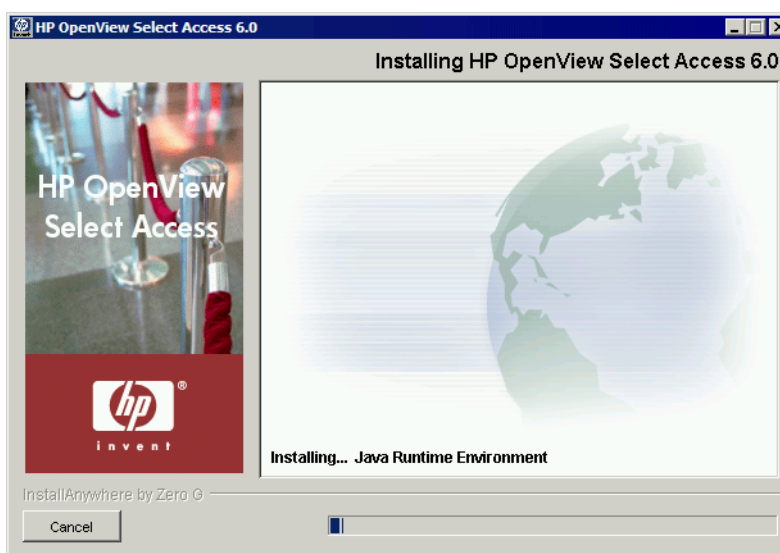 HP OpenView Select Access 6.0
Installing HP OpenView Select Access 6.0
HP OpenView
Select Access
hp
®
invent
Installing... Java Runtime Environment
InstallAnywhere by Zero G
Cancel